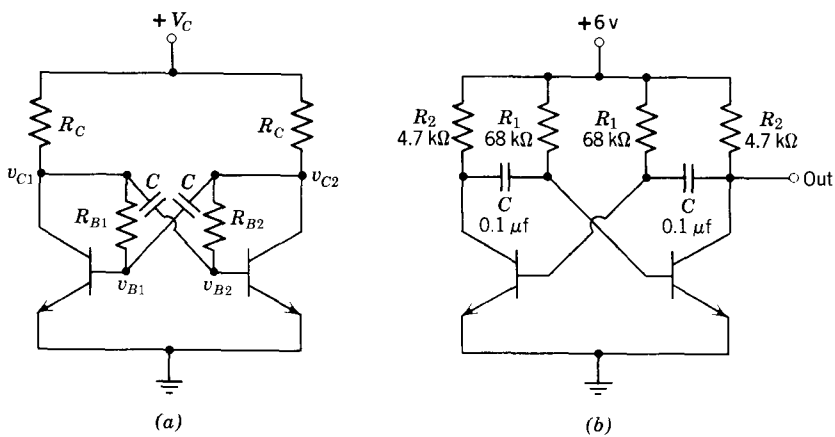 + V_C
R_C
R_C
v_C1
C
C
v_C2
R_B1
R_B2
v_B1
v_B2
(a)
+6 v
R_2
4.7 kΩ
R_1
68 kΩ
R_1
68 kΩ
R_2
4.7 kΩ
C
0.1 μf
C
0.1 μf
Out
(b)